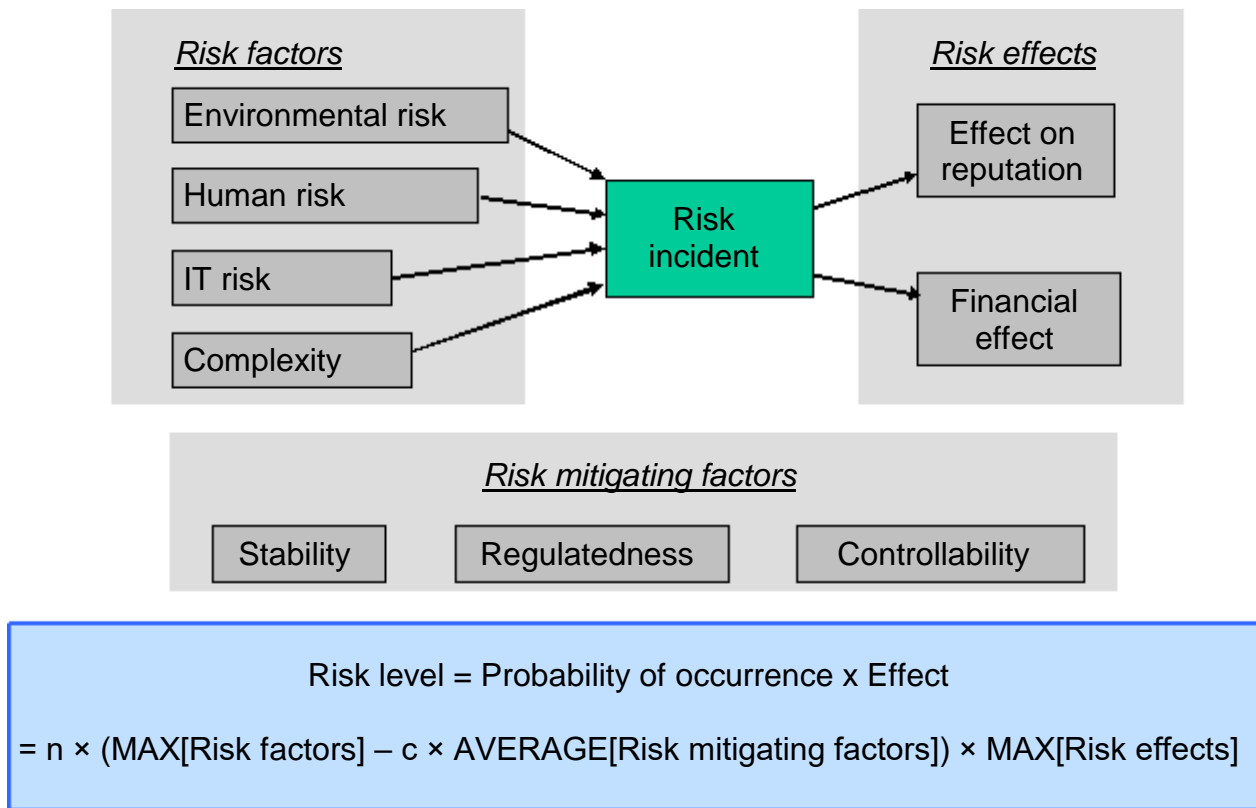 Risk factors
Environmental risk
Human risk
IT risk
Complexity
Risk
incident
Risk effects
Effect on
reputation
Financial
effect
Risk mitigating factors
Stability
Regulatedness
Controllability
Risk level = Probability of occurrence x Effect
= n × (MAX[Risk factors] – c × AVERAGE[Risk mitigating factors]) × MAX[Risk effects]